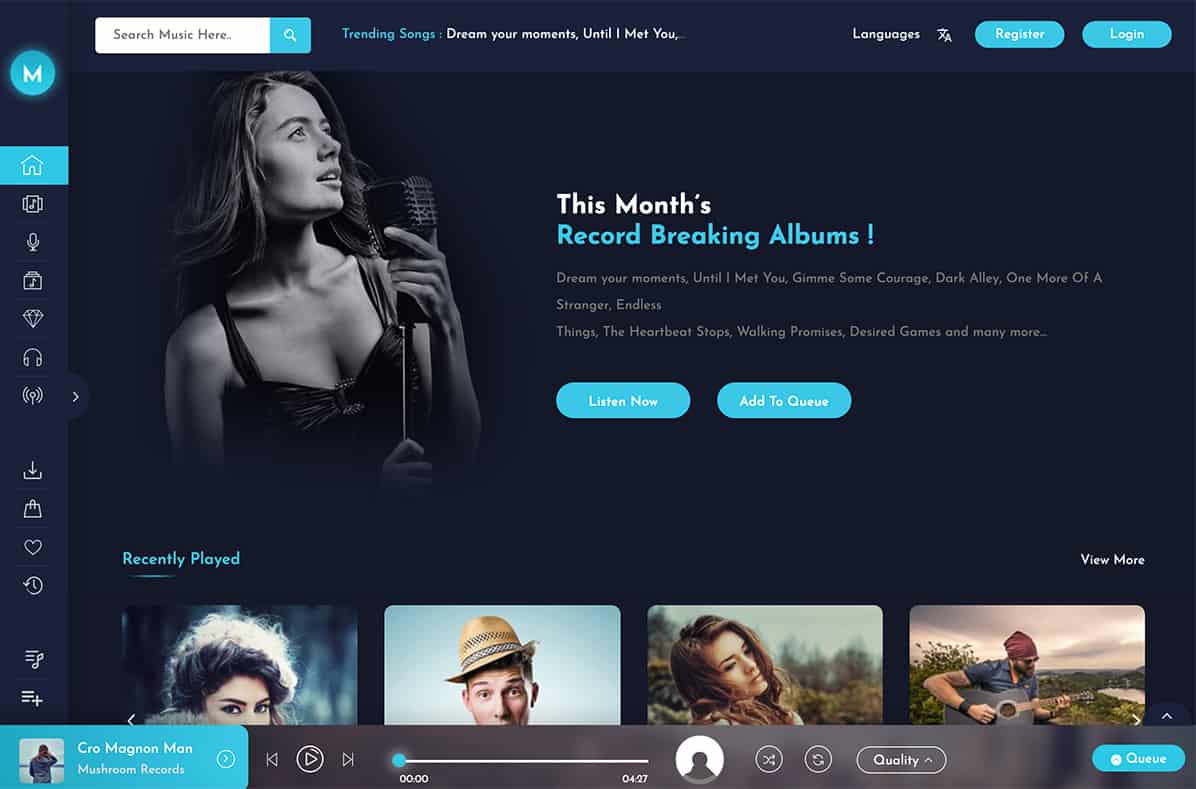 Search Music Here..
Trending Songs : Dream your moments, Until I Met You,...
Languages
Register
Login
M
This Month's
Record Breaking Albums !
Dream your moments, Until I Met You, Gimme Some Courage, Dark Alley, One More Of A
Stranger, Endless
Things, The Heartbeat Stops, Walking Promises, Desired Games and many more...
Listen Now
Add To Queue
Recently Played
View More
Cro Magnon Man
Mushroom Records
00:00
04:27
Quality
Queue